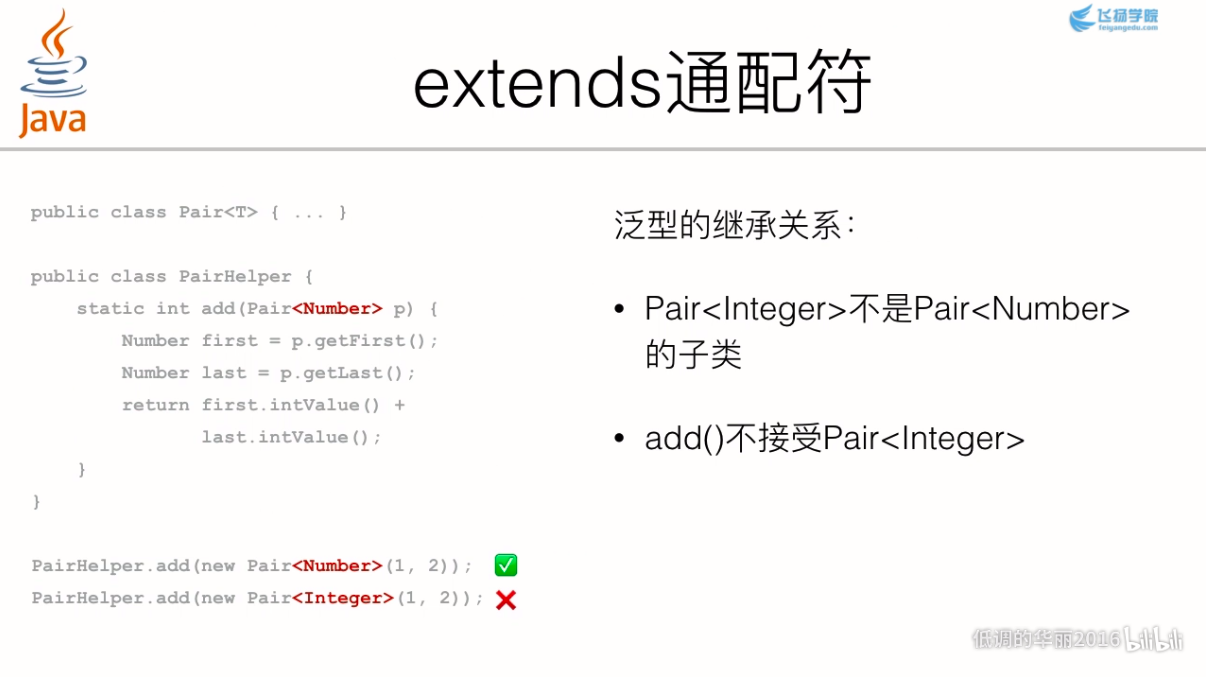 Java
飞扬学院
feiyangedu.com
extends通配符
public class Pair<T> { ... }
public class PairHelper {
    static int add(Pair<Number> p) {
        Number first = p.getFirst();
        Number last = p.getLast();
        return first.intValue() +
               last.intValue();
    }
}
PairHelper.add(new Pair<Number>(1, 2));
PairHelper.add(new Pair<Integer>(1, 2));
泛型的继承关系：
• Pair<Integer>不是Pair<Number>
的子类
• add()不接受Pair<Integer>
低调的华丽2016 bilibili